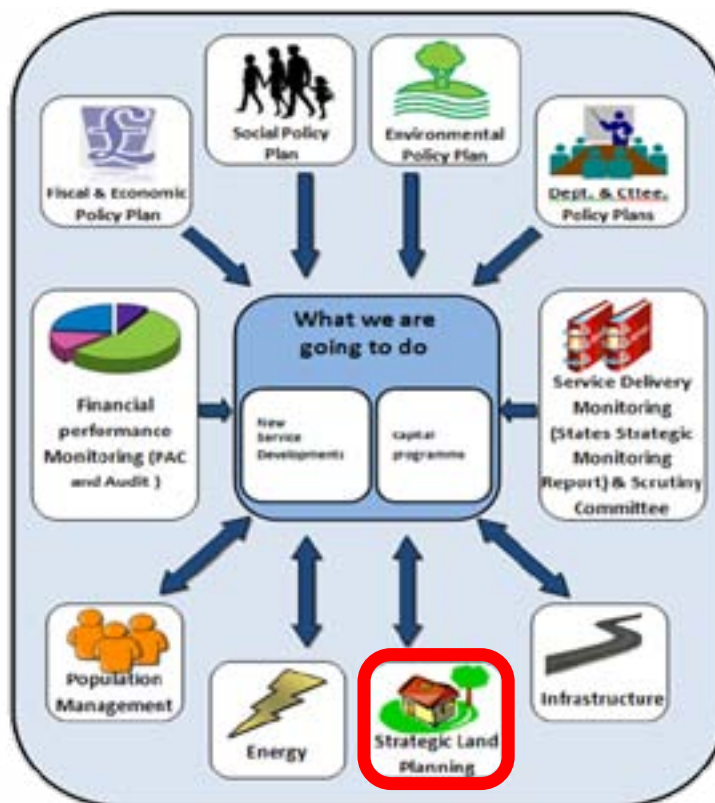 Fiscal & Economic
Policy Plan
Social Policy
Plan
Environmental
Policy Plan
Dept. & Cttee.
Policy Plans
What we are
going to do
New
Service
Developments
Capital
programme
Financial
performance
Monitoring (PAC
and Audit )
Service Delivery
Monitoring
(States Strategic
Monitoring
Report) & Scrutiny
Committee
Population
Management
Energy
Strategic Land
Planning
Infrastructure